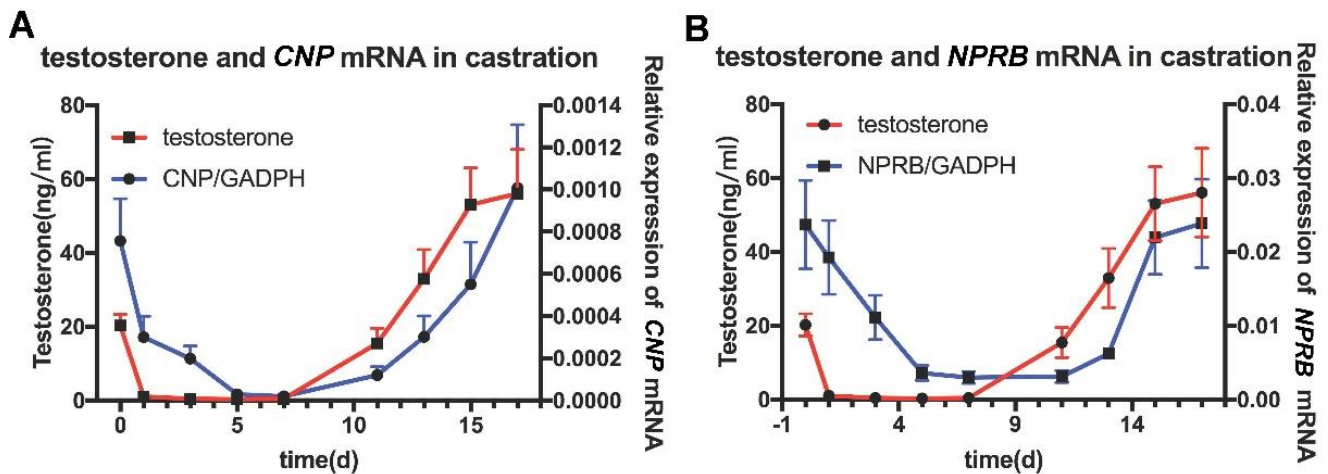 A
testosterone and CNP mRNA in castration
Testosterone(ng/ml)
80
60
40
20
0
testosterone
CNP/GADPH
0.0014
0.0012
0.0010
0.0008
0.0006
0.0004
0.0002
0.0000
Relative expression of CNP mRNA
0
5
10
15
time(d)
B
testosterone and NPRB mRNA in castration
Testosterone(ng/ml)
80
60
40
20
0
testosterone
NPRB/GADPH
0.04
0.03
0.02
0.01
0.00
Relative expression of NPRB mRNA
-1
4
9
14
time(d)